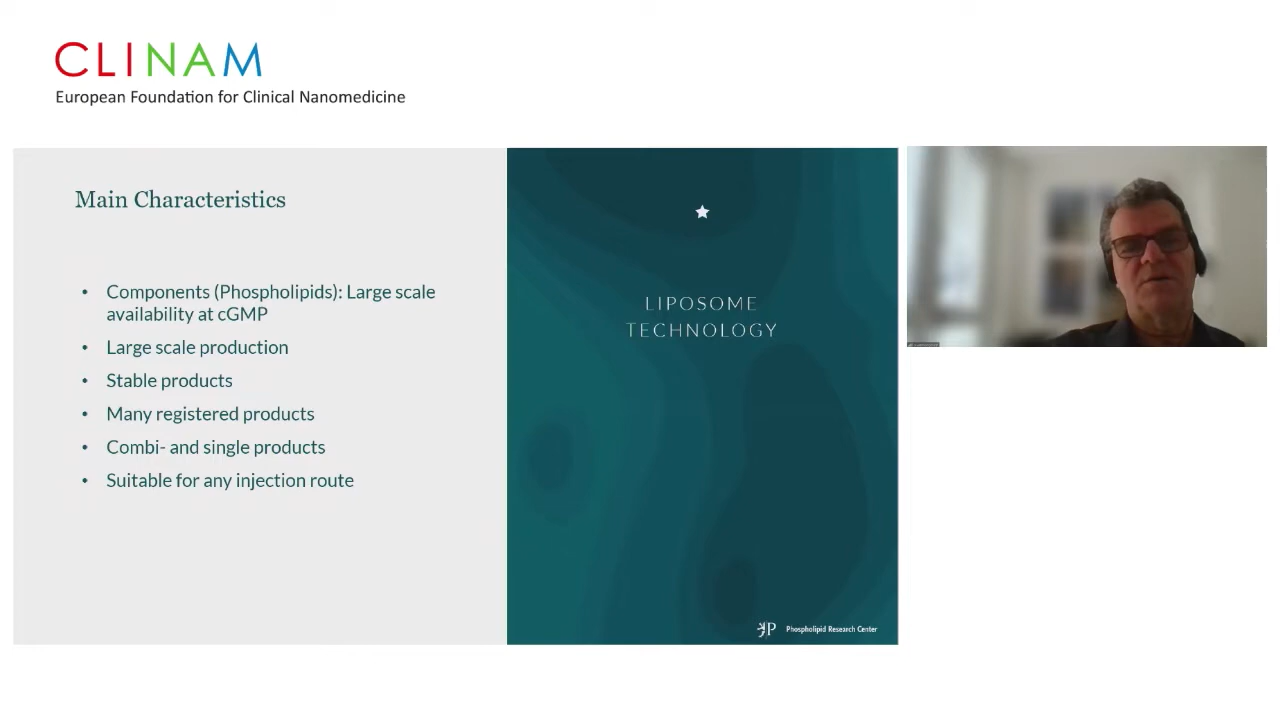 CLINAM
European Foundation for Clinical Nanomedicine
Main Characteristics
• Components (Phospholipids): Large scale
availability at cGMP
• Large scale production
• Stable products
• Many registered products
• Combi- and single products
• Suitable for any injection route
LIPOSOME
TECHNOLOGY
Phospholipid Research Center